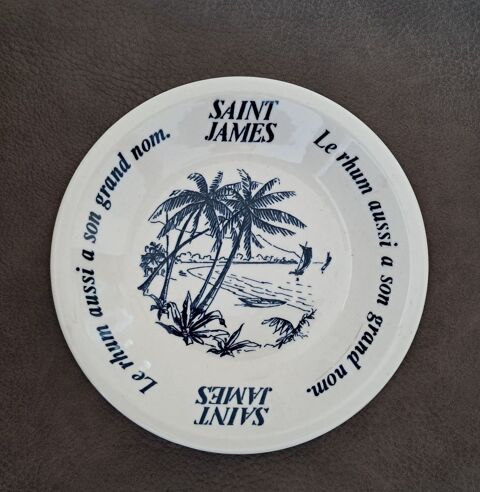 SAINT
JAMES
Le rhum aussi a son grand nom.
Le rhum aussi a son grand nom.
SAINT
JAMES